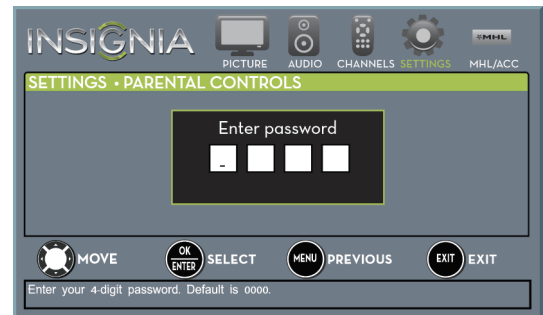 INSIGNIA
PICTURE AUDIO CHANNELS SETTINGS MHL/ACC
MHL
SETTINGS • PARENTAL CONTROLS
Enter password
-
MOVE OK ENTER SELECT MENU PREVIOUS EXIT EXIT
Enter your 4-digit password. Default is 0000.